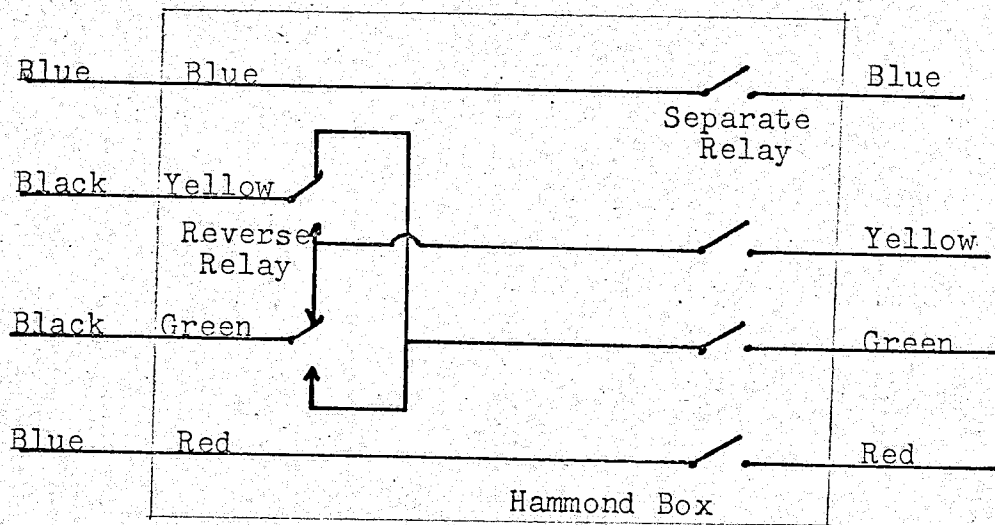 Blue Blue Blue
Separate
Relay
Black Yellow
Reverse
Relay
Yellow
Black Green Green
Blue Red Red
Hammond Box